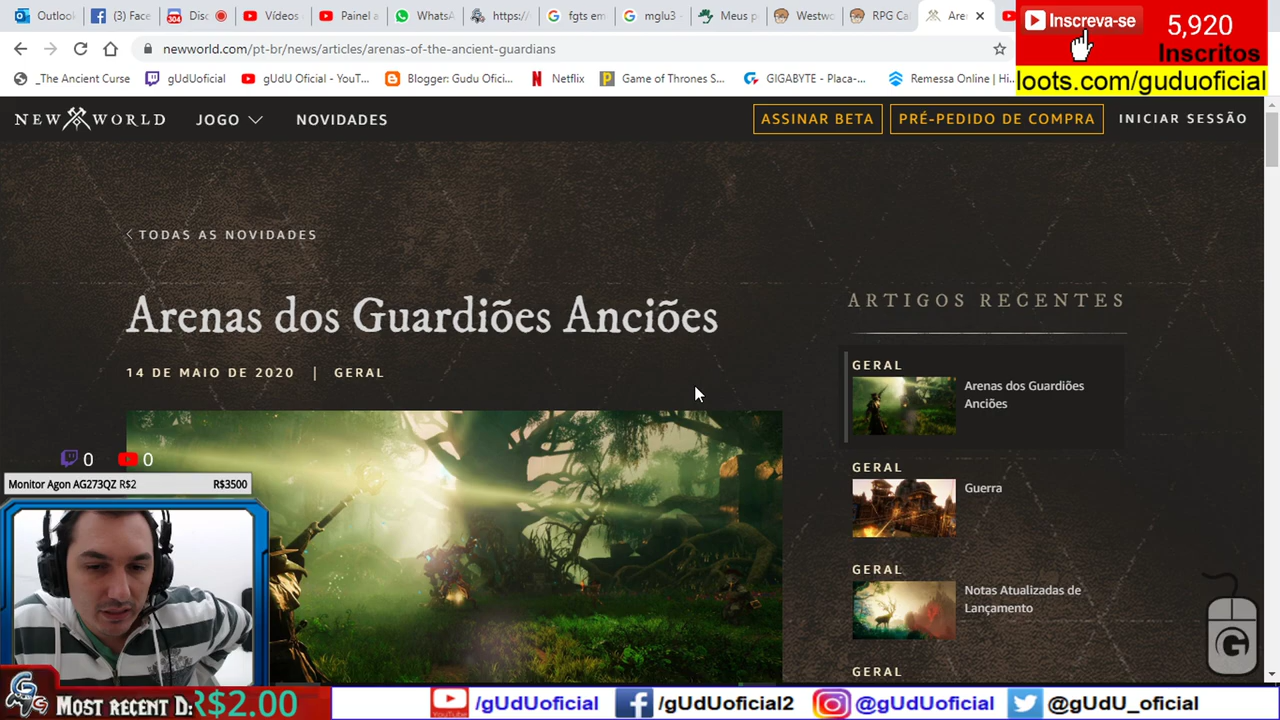 Outlool
(3) Face
304
Disc
Vídeos
Painel a
WhatsA
https:/
fgts em
mglu3
Meus p
Westwo
RPG Ca
Are
newworld.com/pt-br/news/articles/arenas-of-the-ancient-guardians
Inscreva-se
5,920
Inscritos
loots.com/guduoficial
_The Ancient Curse
gUdUoficial
gUdU Oficial - YouT...
Blogger: Gudu Ofici...
Netflix
Game of Thrones S...
GIGABYTE - Placa-...
Remessa Online | Hi...
NEW WORLD
JOGO
NOVIDADES
ASSINAR BETA
PRÉ-PEDIDO DE COMPRA
INICIAR SESSÃO
< TODAS AS NOVIDADES
Arenas dos Guardiões Anciões
14 DE MAIO DE 2020 | GERAL
ARTIGOS RECENTES
GERAL
Arenas dos Guardiões
Anciões
GERAL
Guerra
GERAL
Notas Atualizadas de
Lançamento
GERAL
0
0
Monitor Agon AG273QZ R$2
R$3500
G
MOST RECENT D:
R$2.00
YouTube
/gUdUoficial
/gUdUoficial2
@gUdUoficial
@gUdU_oficial